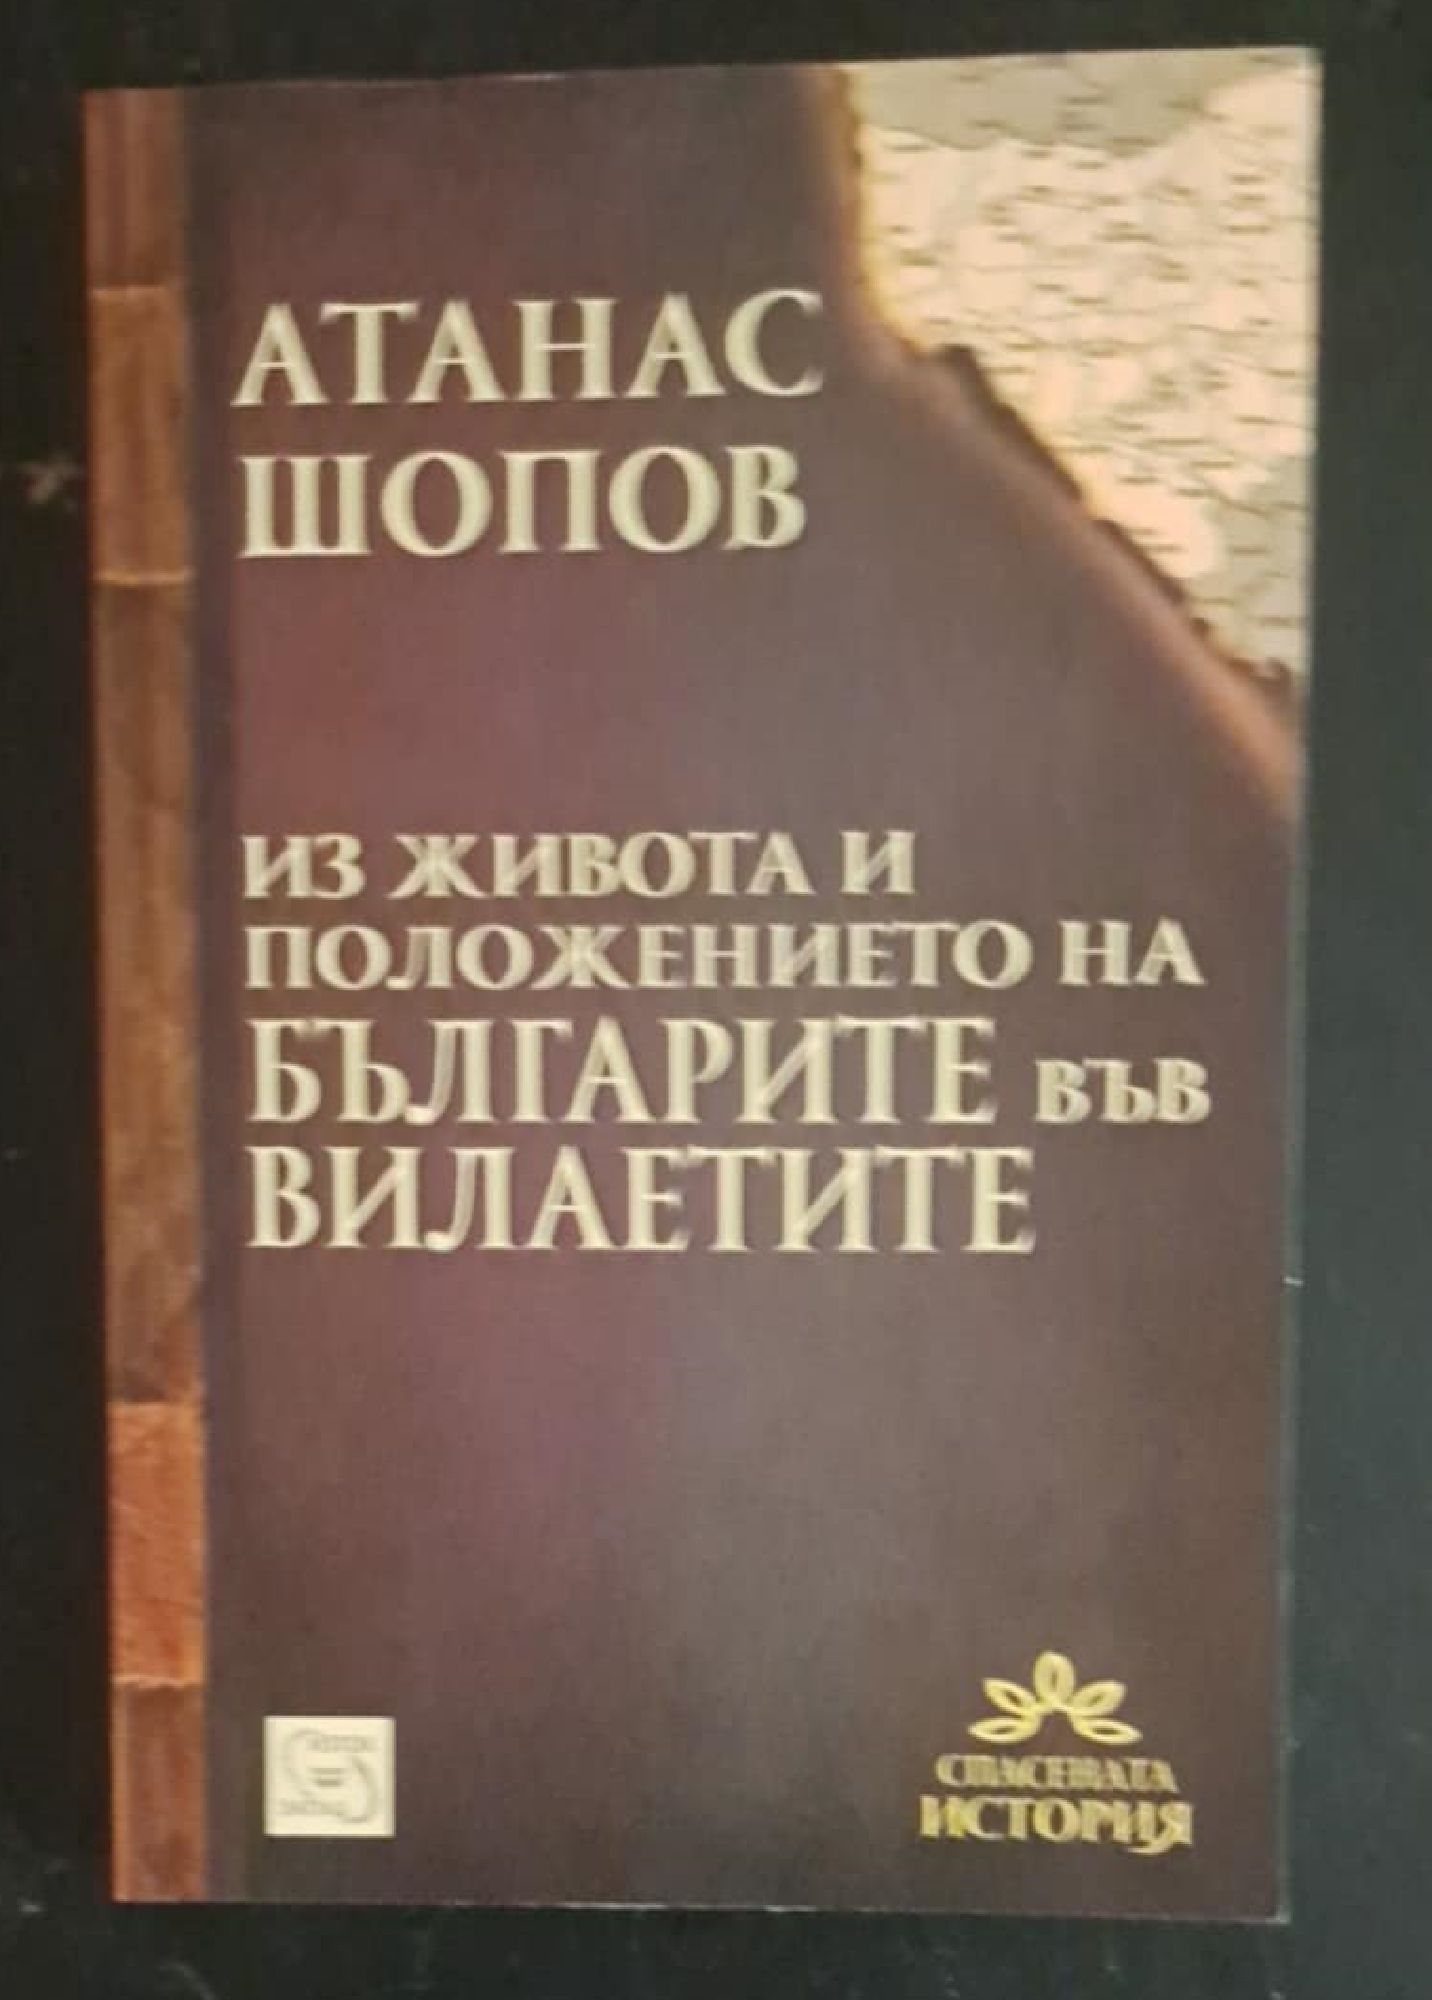 АТАНАС
ШОПОВ
ИЗ ЖИВОТА И
ПОЛОЖЕНИЕТО НА
БЪЛГАРИТЕ ВЪВ
ВИЛАЕТИТЕ
СПАСЕНАТА
ИСТОРИЯ